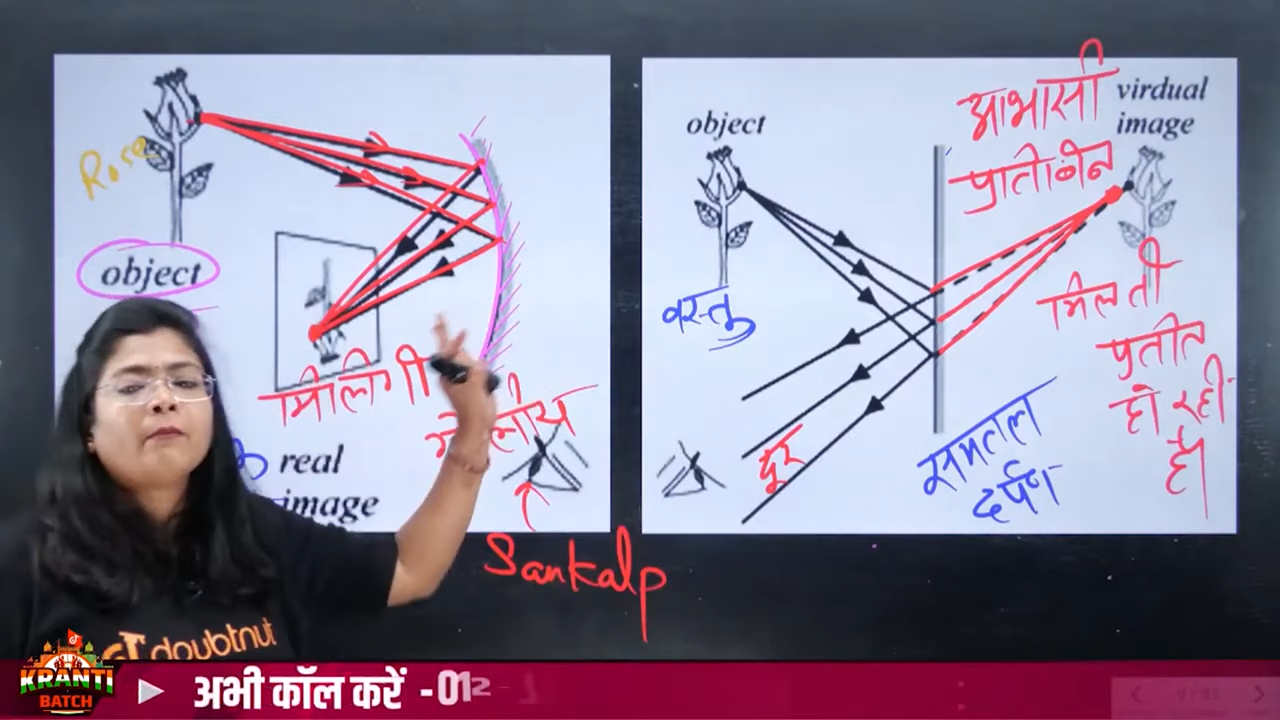 Rose
object
मिलिगी
गोलीय
real
image
object
virdual
image
आभासी
प्रतिबिंब
वस्तु
मिलती
प्रतीत
हो रही
है।
दूर
समतल
दर्पण
Sankalp
doubtnut
KRANTI
BATCH
अभी कॉल करें -012